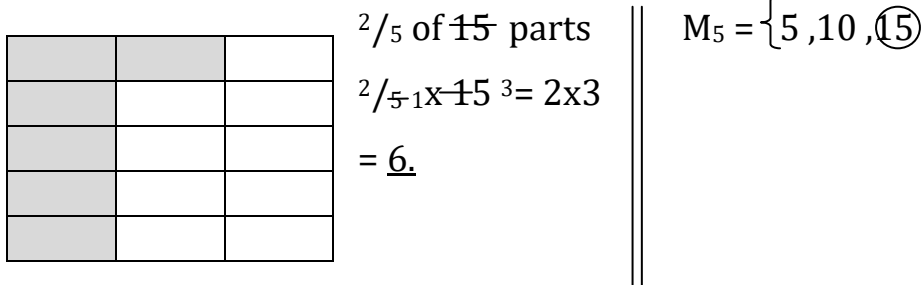 ²/₅ of 15 parts
²/₅ ₁x 15 ³= 2x3
= 6.
M₅ = {5 ,10 ,15